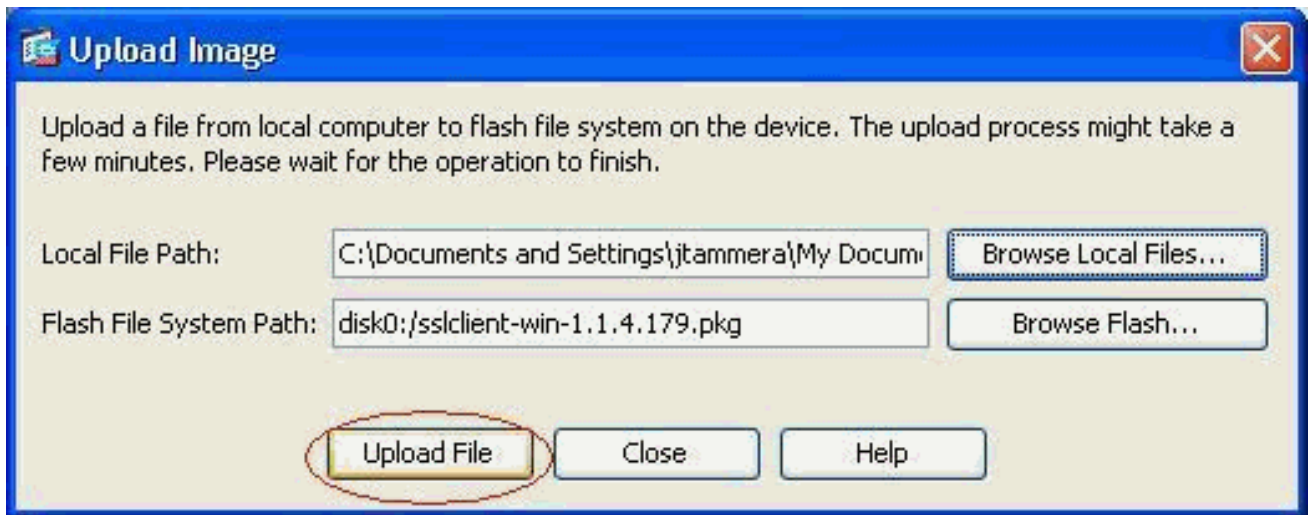 Upload Image
Upload a file from local computer to flash file system on the device. The upload process might take a
few minutes. Please wait for the operation to finish.
Local File Path: C:\Documents and Settings\jtammera\My Docum Browse Local Files...
Flash File System Path: disk0:/sslclient-win-1.1.4.179.pkg Browse Flash...
Upload File Close Help